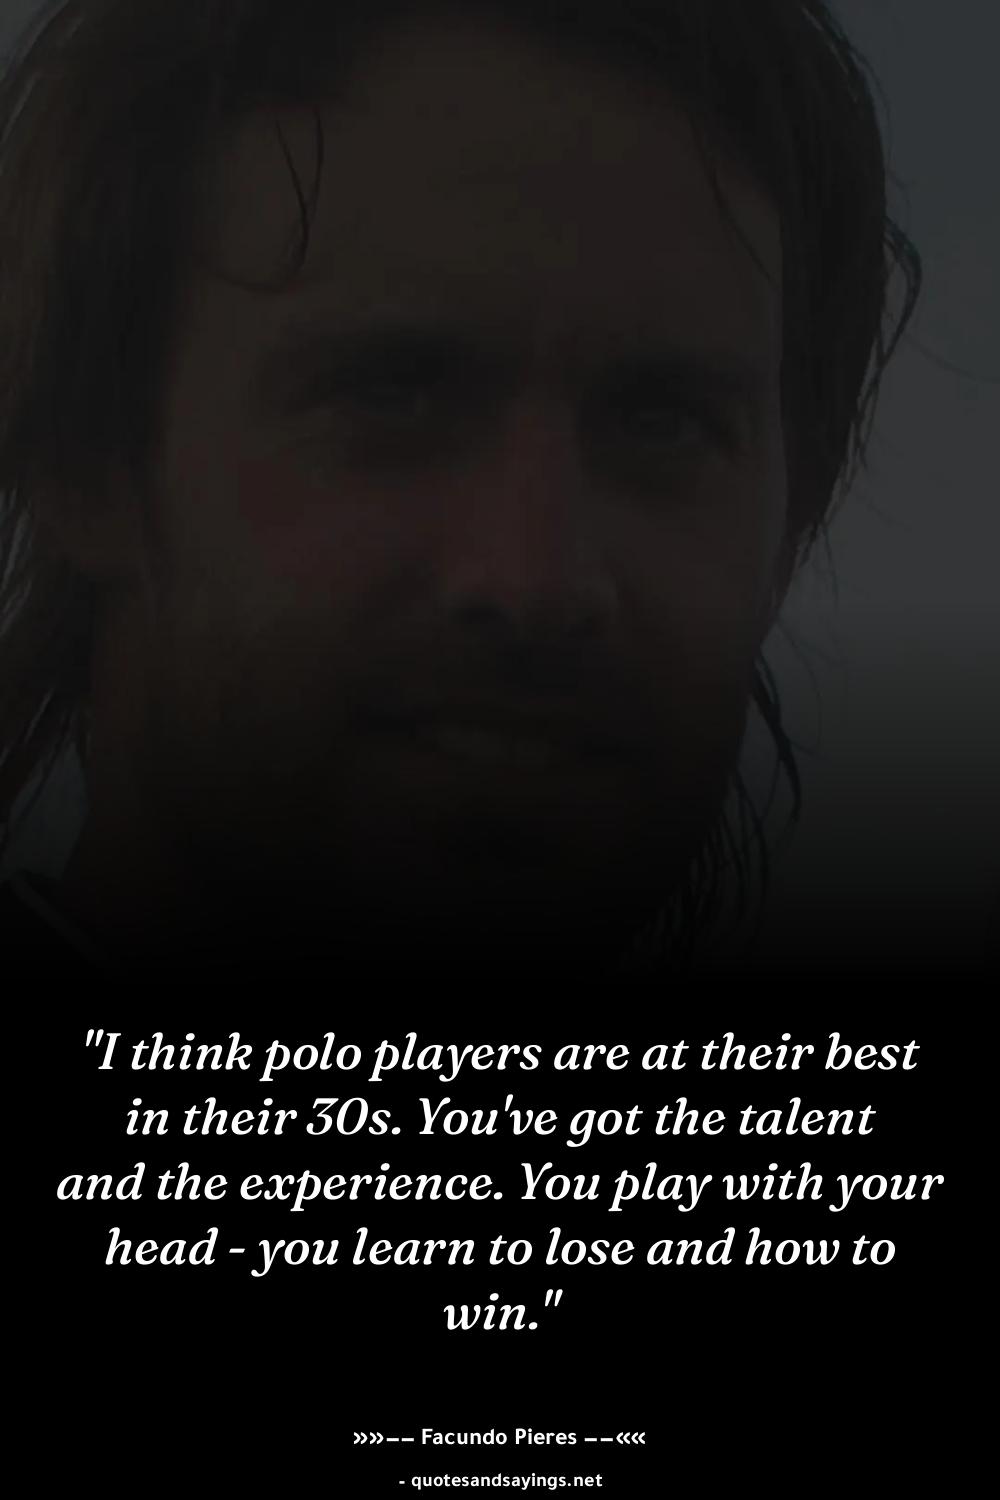 "I think polo players are at their best
in their 30s. You've got the talent
and the experience. You play with your
head - you learn to lose and how to
win."
»»−− Facundo Pieres −−««
- quotesandsayings.net